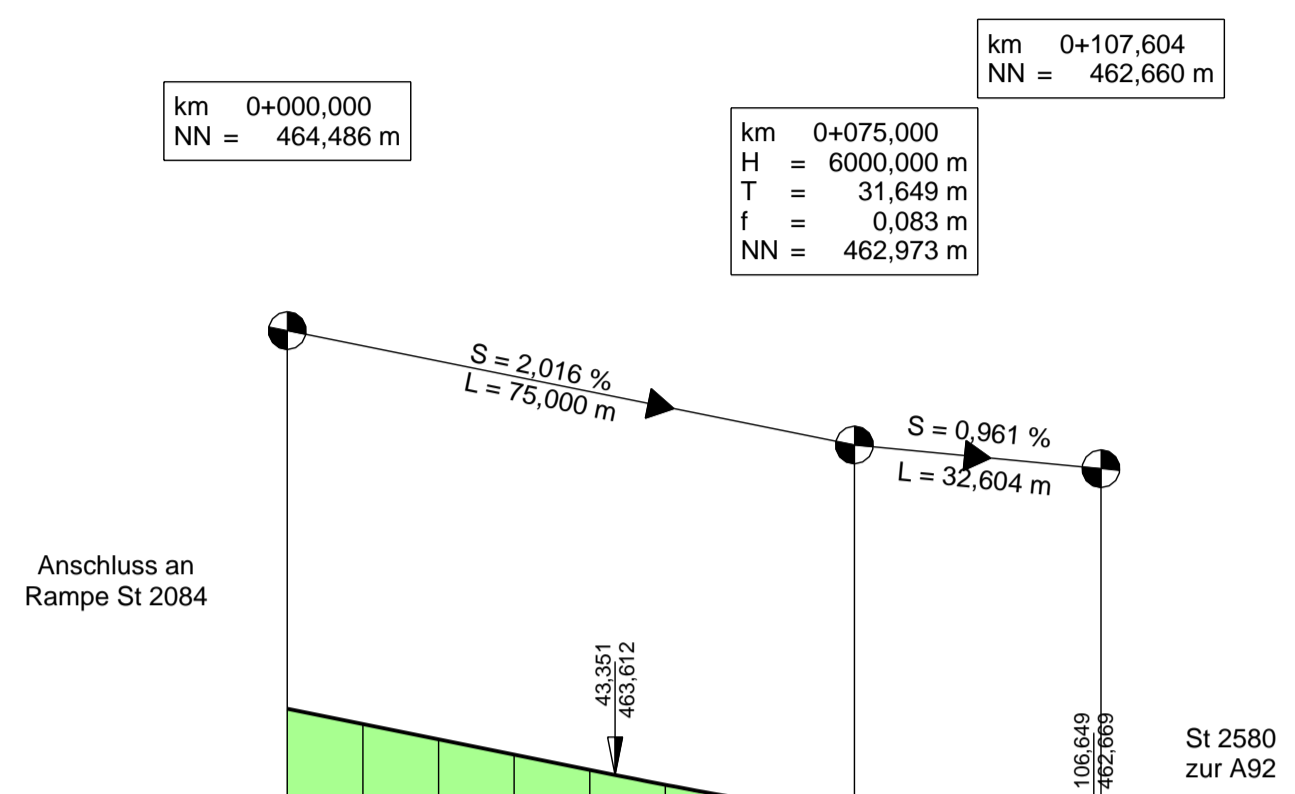 km 0+107,604
NN = 462,660 m
km 0+000,000
NN = 464,486 m
km 0+075,000
H = 6000,000 m
T = 31,649 m
f = 0,083 m
NN = 462,973 m
S = 2,016 %
L = 75,000 m
S = 0,961 %
L = 32,604 m
Anschluss an
Rampe St 2084
43,351
463,612
106,649
462,669
St 2580
zur A92